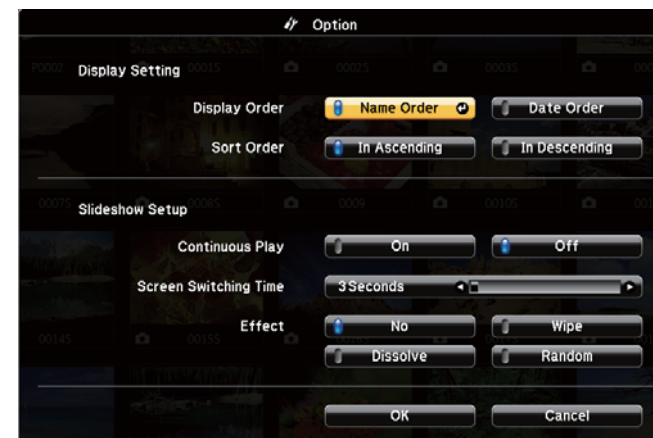 Option
P0002 00015 00025 00035
Display Setting
Display Order Name Order Date Order
Sort Order In Ascending In Descending
00075 00085 0009 00105
Slideshow Setup
Continuous Play On Off
Screen Switching Time 3Seconds
Effect No Wipe
00145 00155
Dissolve Random
OK Cancel